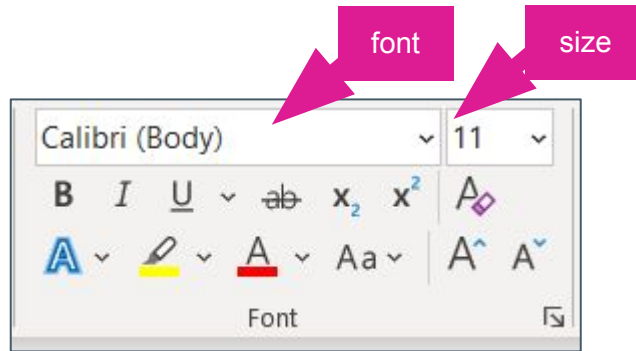 font size
Calibri (Body) 11
B I U ab x₂ x² A
A A Aa A A
Font